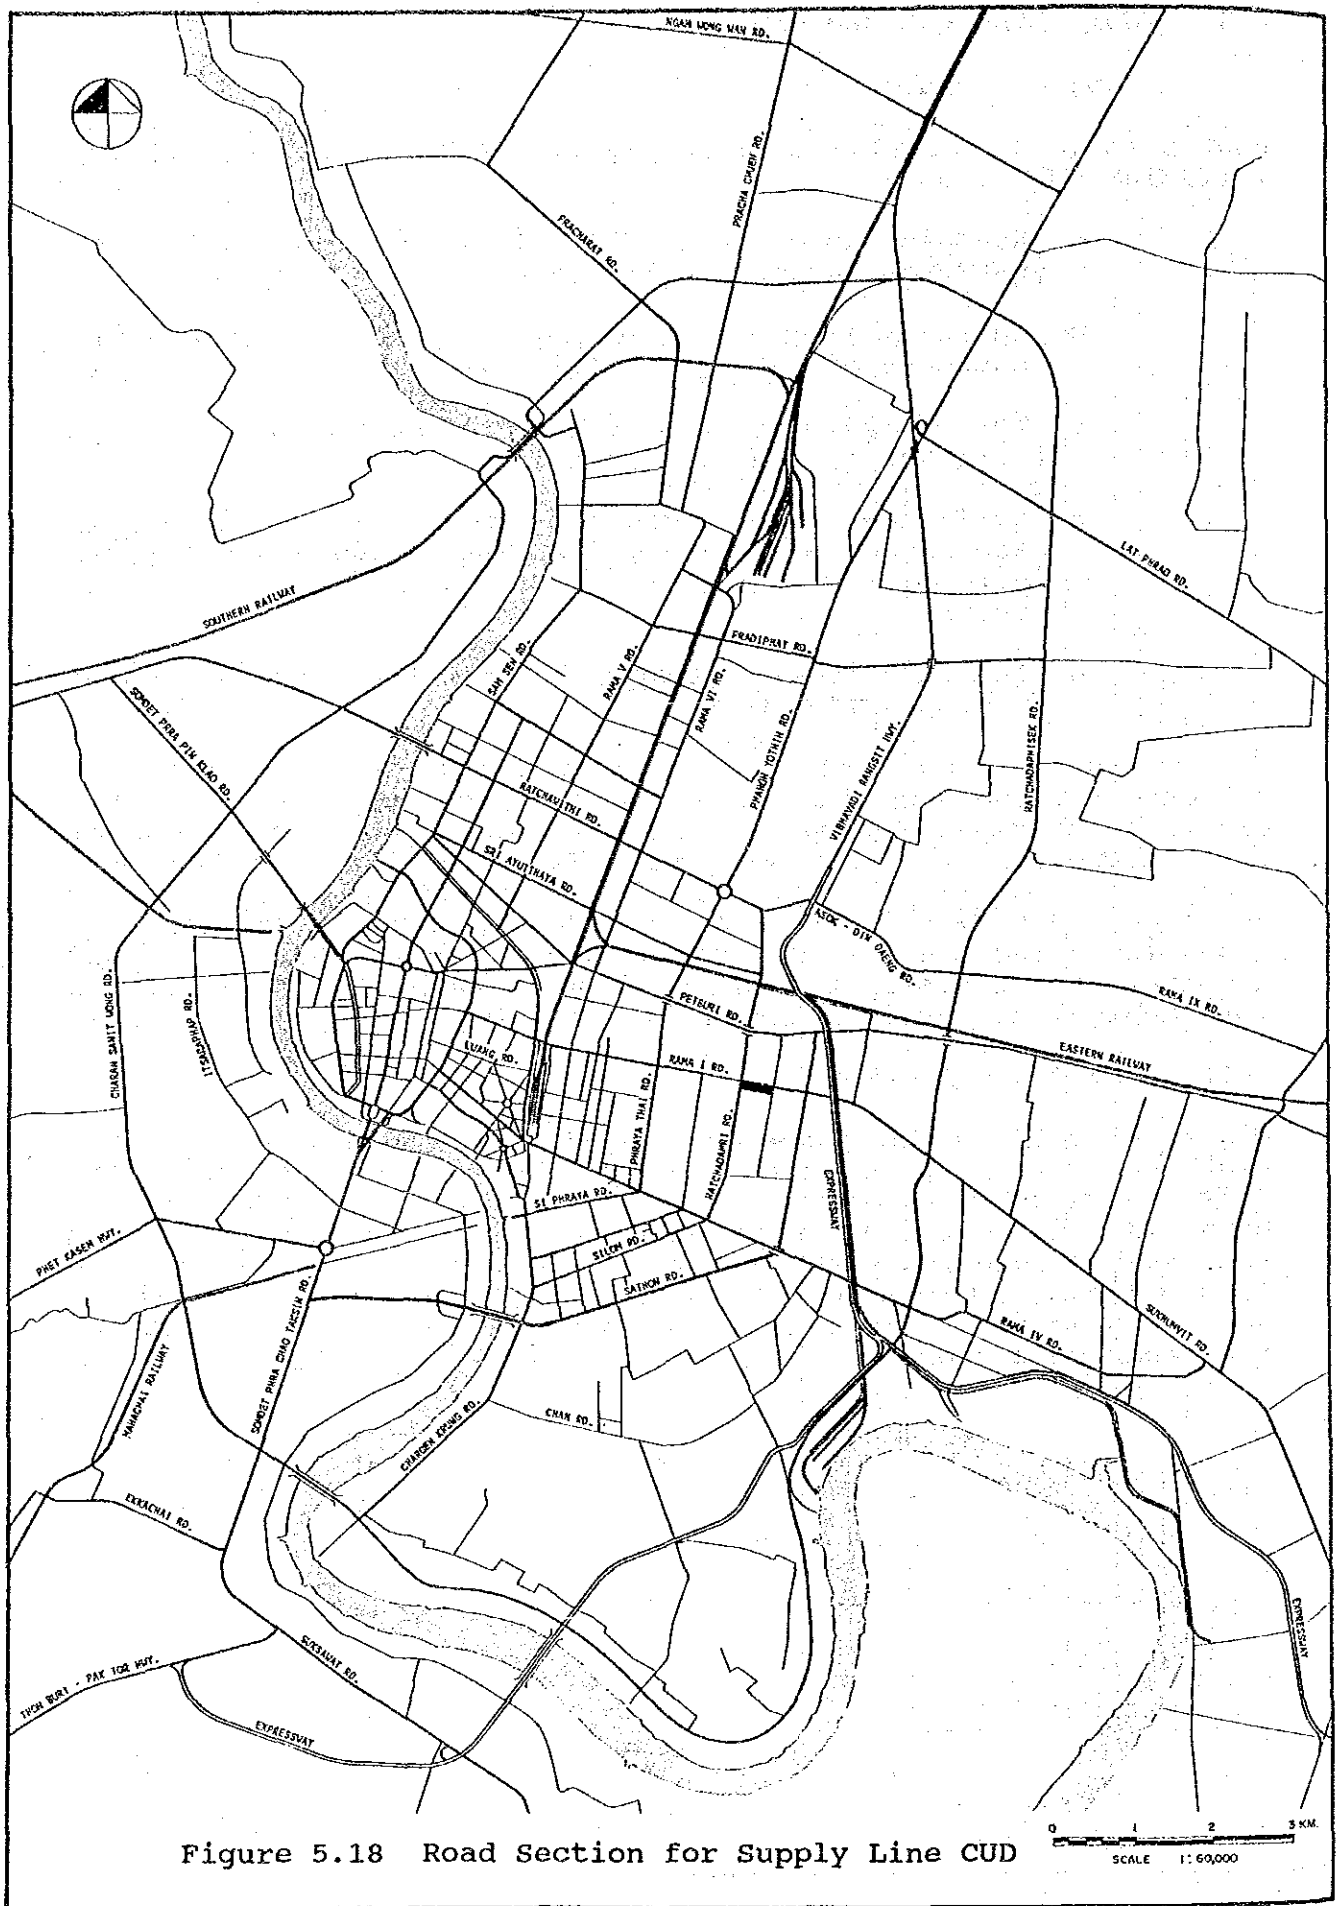 NGAM WONG WAN RD.
PRACHA CHUEN RD.
PRACHARAT RD.
LAT PHRAO RD.
SOUTHERN RAILWAY
PRADIPHAT RD.
SAM SEN RD.
RAMA V RD.
RAMA VI RD.
SOMDET PHRA PIN KLAO RD.
PHAHON YOTHIN RD.
VIBHAVADI RANGSIT HWY.
RATCHADAPHISEK RD.
RATCHAVITHI RD.
SRI AYUTTHAYA RD.
ASOK - DIN DAENG RD.
CHARAN SANIT WONG RD.
ITSARAPHAP RD.
PETBURI RD.
RAMA IX RD.
LUANG RD.
RAMA I RD.
EASTERN RAILWAY
PHRAYA THAI RD.
RATCHADAMRI RD.
EXPRESSWAY
SI PHRAYA RD.
PHET KASEM HWY.
SILOM RD.
SATHON RD.
SOMDET PHRA CHAO TAKSIN RD.
RAMA IV RD.
SUKHUMVIT RD.
MAHACHAI RAILWAY
CHAROEN KRUNG RD.
CHAN RD.
EKKACHAI RD.
SUKSAWAT RD.
THON BURI - PAK THO HWY.
EXPRESSWAY
EXPRESSWAY
Figure 5.18 Road Section for Supply Line CUD
0 1 2 3 KM.
SCALE 1:60,000